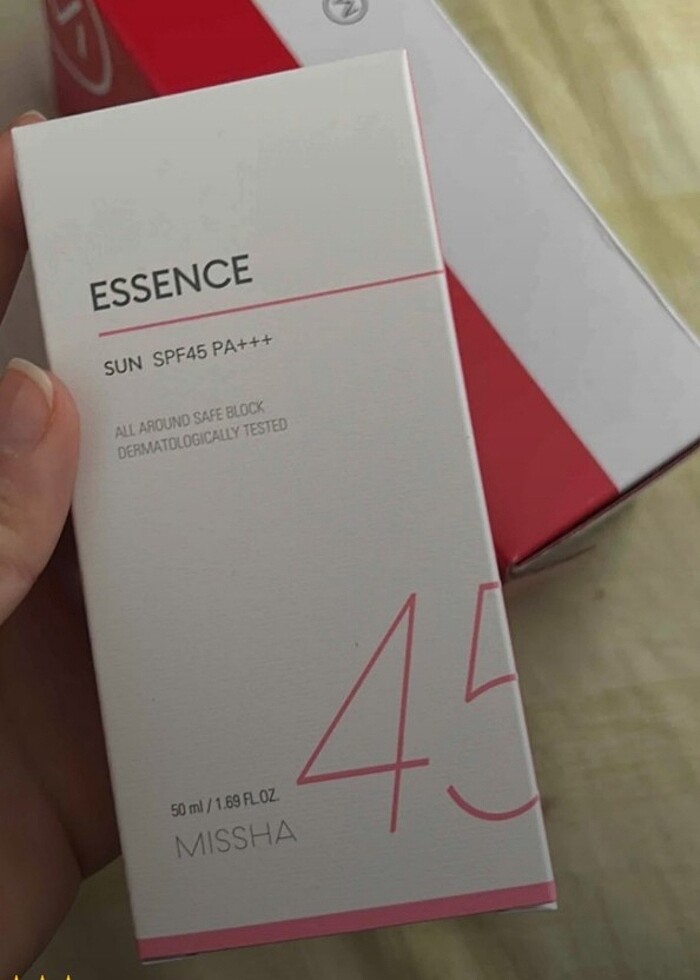 ESSENCE
SUN SPF45 PA+++
ALL AROUND SAFE BLOCK
DERMATOLOGICALLY TESTED
45
50 ml / 1.69 FL.OZ.
MISSHA